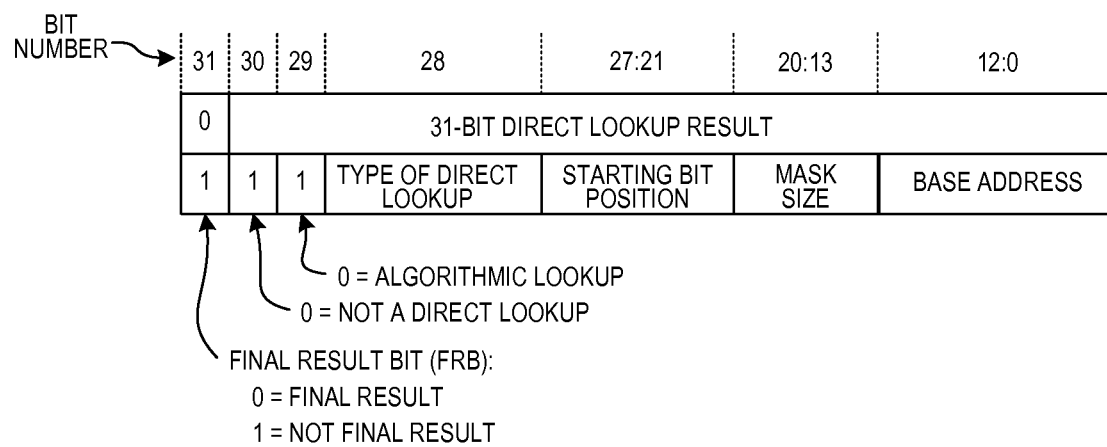 BIT
NUMBER
31 30 29 28 27:21 20:13 12:0
0 31-BIT DIRECT LOOKUP RESULT
1 1 1 TYPE OF DIRECT LOOKUP STARTING BIT POSITION MASK SIZE BASE ADDRESS
0 = ALGORITHMIC LOOKUP
0 = NOT A DIRECT LOOKUP
FINAL RESULT BIT (FRB):
0 = FINAL RESULT
1 = NOT FINAL RESULT